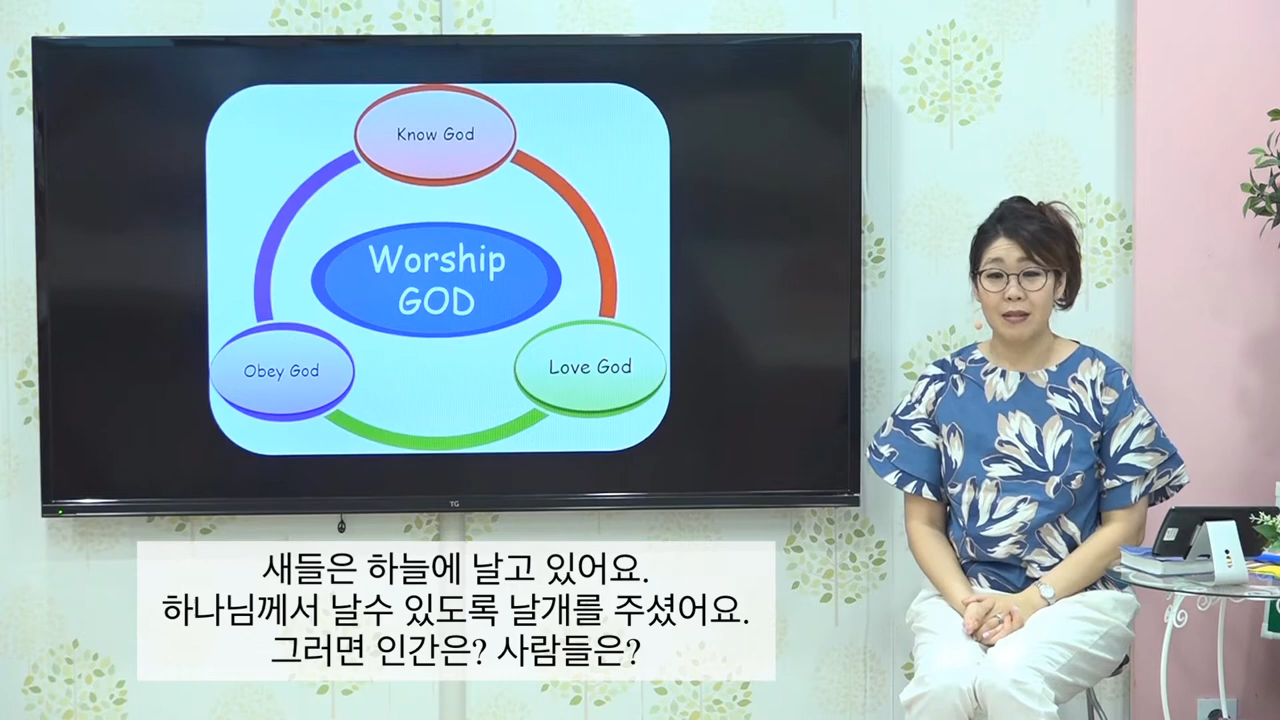 Know God
Worship
GOD
Obey God
Love God
TG
새들은 하늘에 날고 있어요.
하나님께서 날수 있도록 날개를 주셨어요.
그러면 인간은? 사람들은?